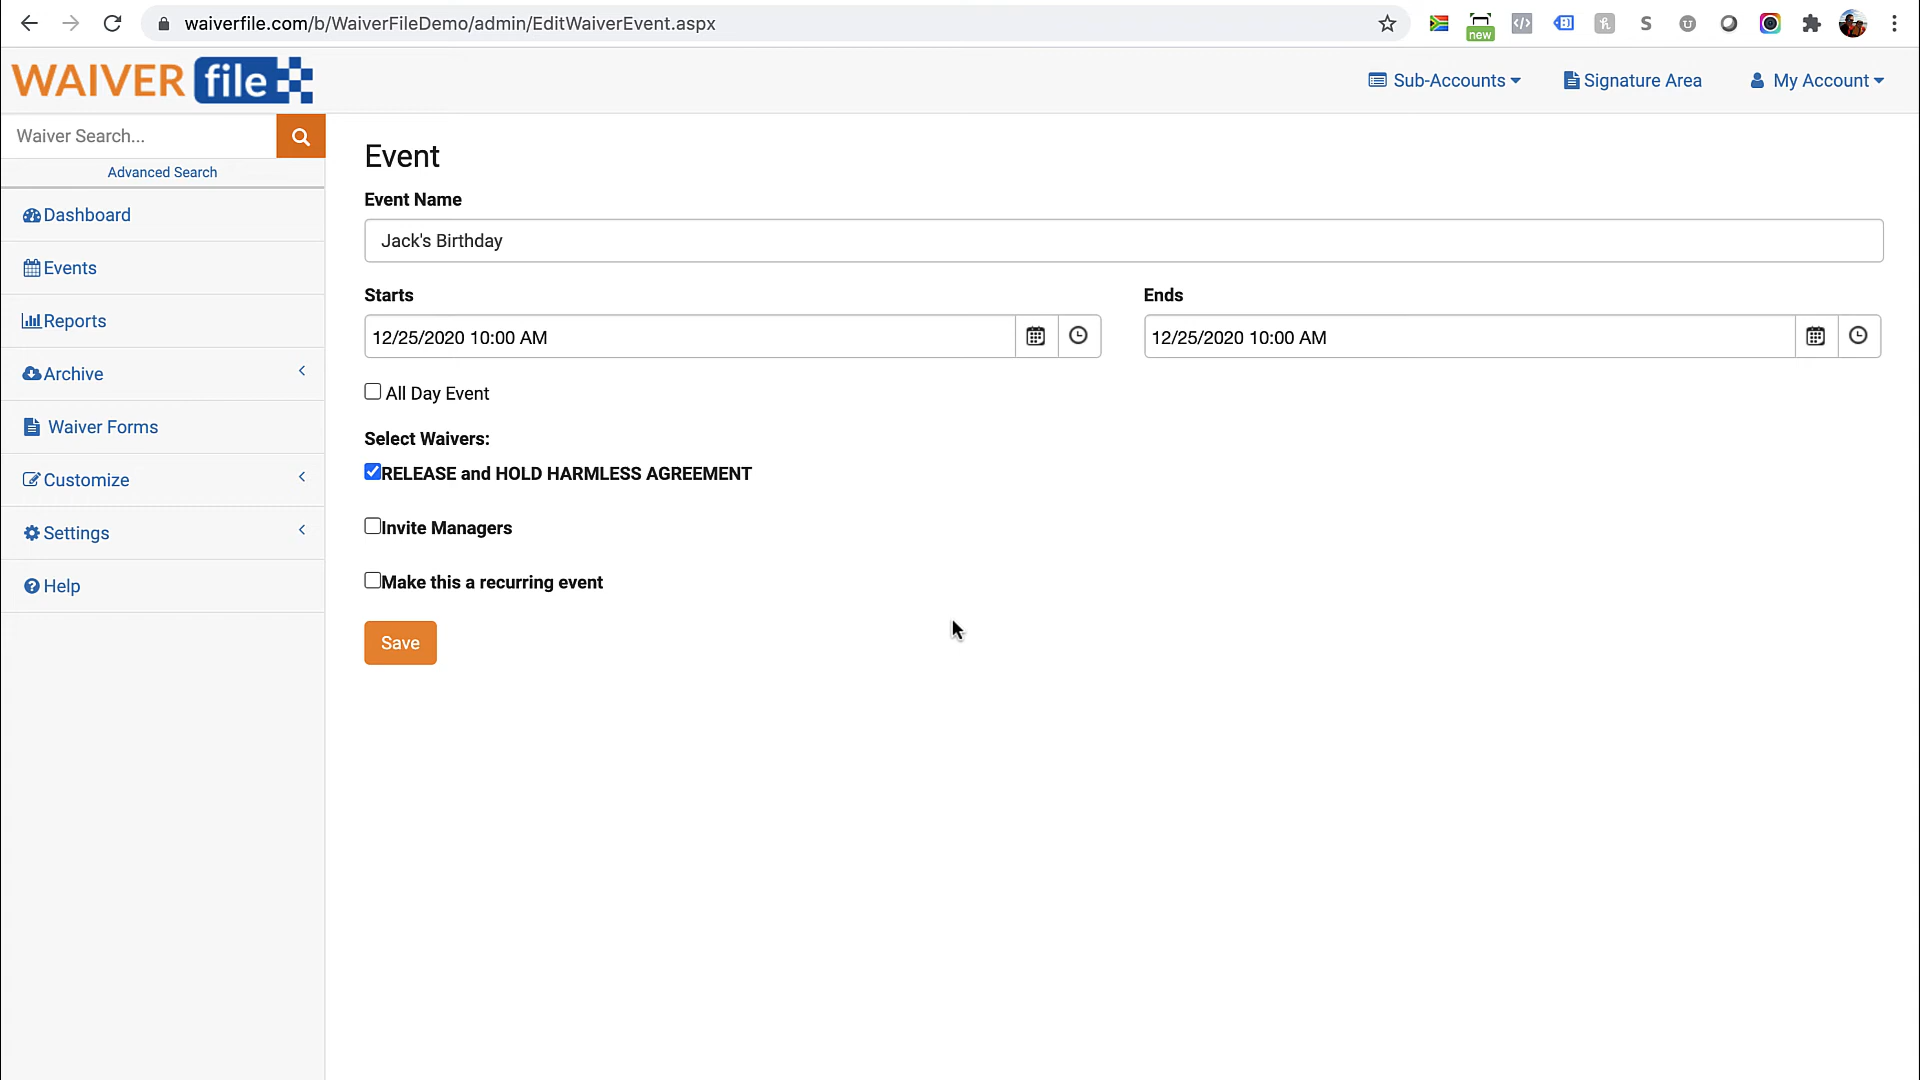 waiverfile.com/b/WaiverFileDemo/admin/EditWaiverEvent.aspx
new
WAIVER file
Sub-Accounts
Signature Area
My Account
Waiver Search...
Advanced Search
Dashboard
Events
Reports
Archive
Waiver Forms
Customize
Settings
Help
Event
Event Name
Jack's Birthday
Starts
Ends
12/25/2020 10:00 AM
12/25/2020 10:00 AM
All Day Event
Select Waivers:
RELEASE and HOLD HARMLESS AGREEMENT
Invite Managers
Make this a recurring event
Save